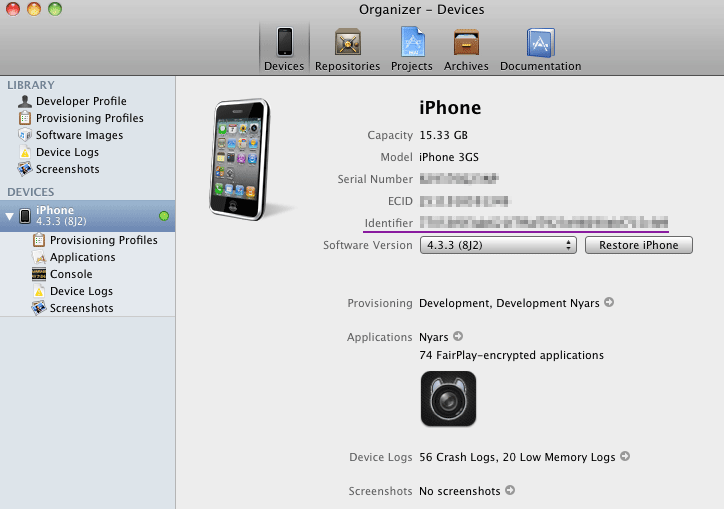 Organizer – Devices
Devices
Repositories
Projects
Archives
Documentation
LIBRARY
Developer Profile
Provisioning Profiles
Software Images
Device Logs
Screenshots
DEVICES
iPhone
4.3.3 (8J2)
Provisioning Profiles
Applications
Console
Device Logs
Screenshots
iPhone
Capacity 15.33 GB
Model iPhone 3GS
Serial Number
ECID
Identifier
Software Version 4.3.3 (8J2) Restore iPhone
Provisioning Development, Development Nyars
Applications Nyars
74 FairPlay-encrypted applications
Device Logs 56 Crash Logs, 20 Low Memory Logs
Screenshots No screenshots